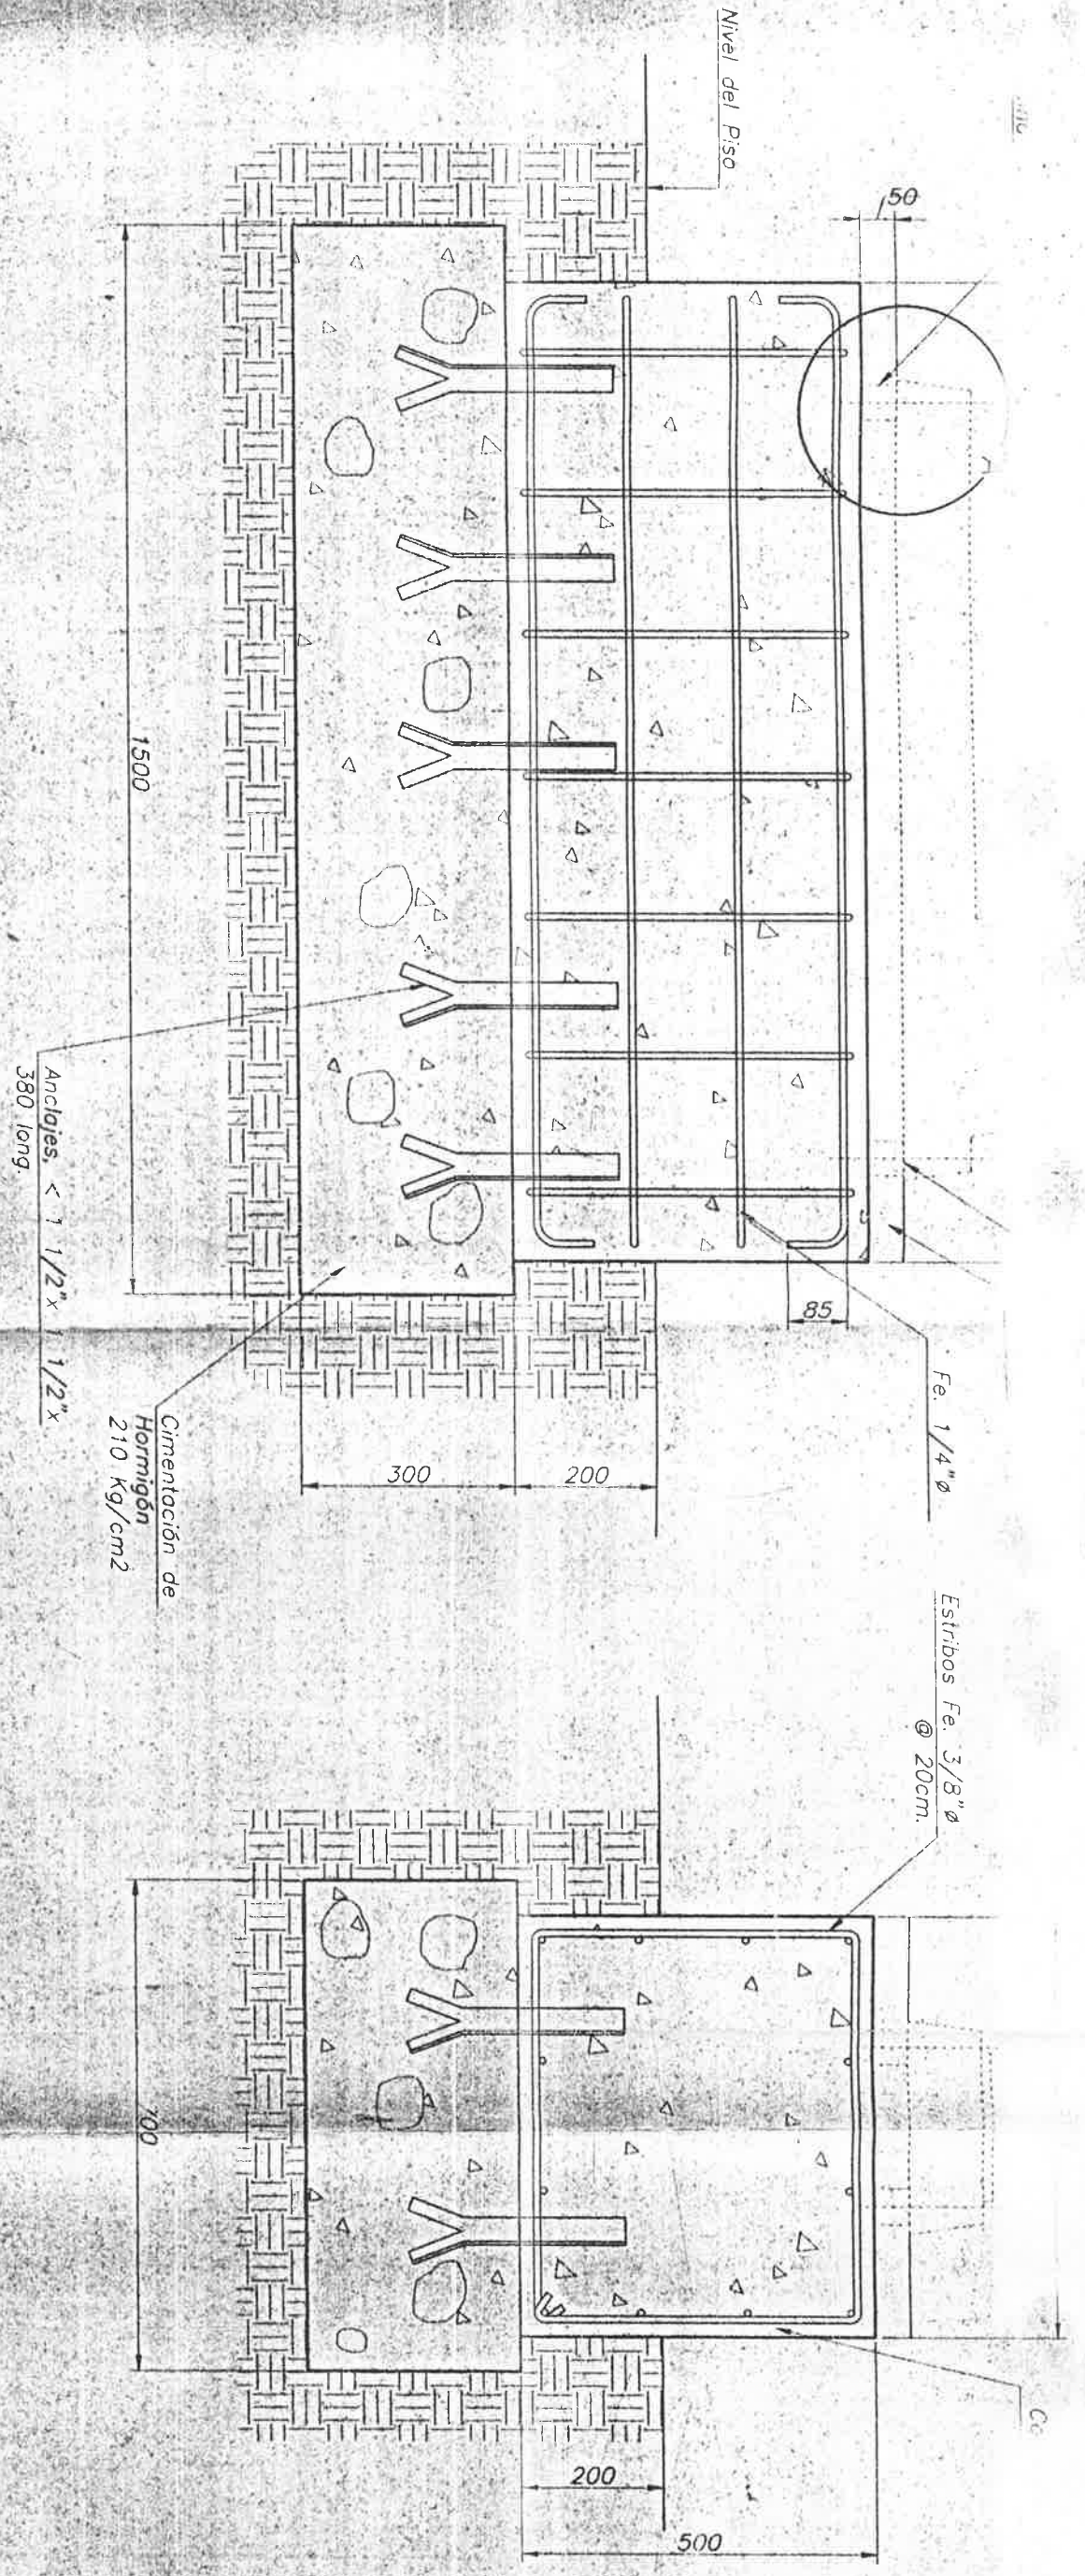 Nivel del Piso
50
1500
Anclajes, < 1 1/2" x 1 1/2" x
380 long.
85
Fe. 1/4" ø
300
200
Cimentación de
Hormigón
210 Kg/cm2
Estribos Fe. 3/8" ø
@ 20cm.
700
200
500